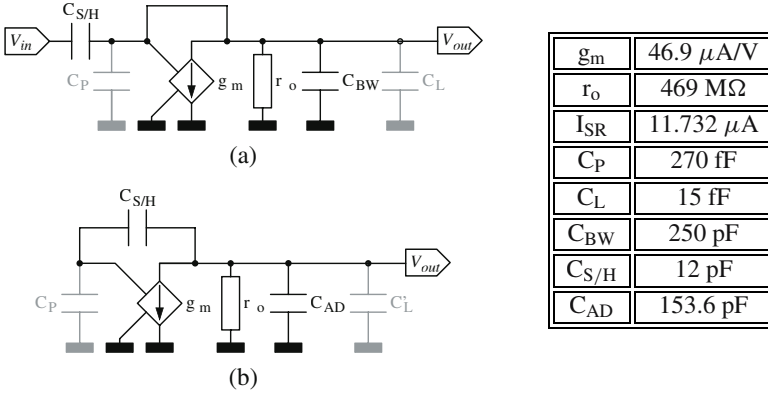 C_S/H
V_in
C_P
g_m
r_o
C_BW
C_L
V_out
(a)
C_S/H
C_P
g_m
r_o
C_AD
C'_L
V_out
(b)
g_m 46.9 μA/V
r_o 469 MΩ
I_SR 11.732 μA
C_P 270 fF
C_L 15 fF
C_BW 250 pF
C_S/H 12 pF
C_AD 153.6 pF